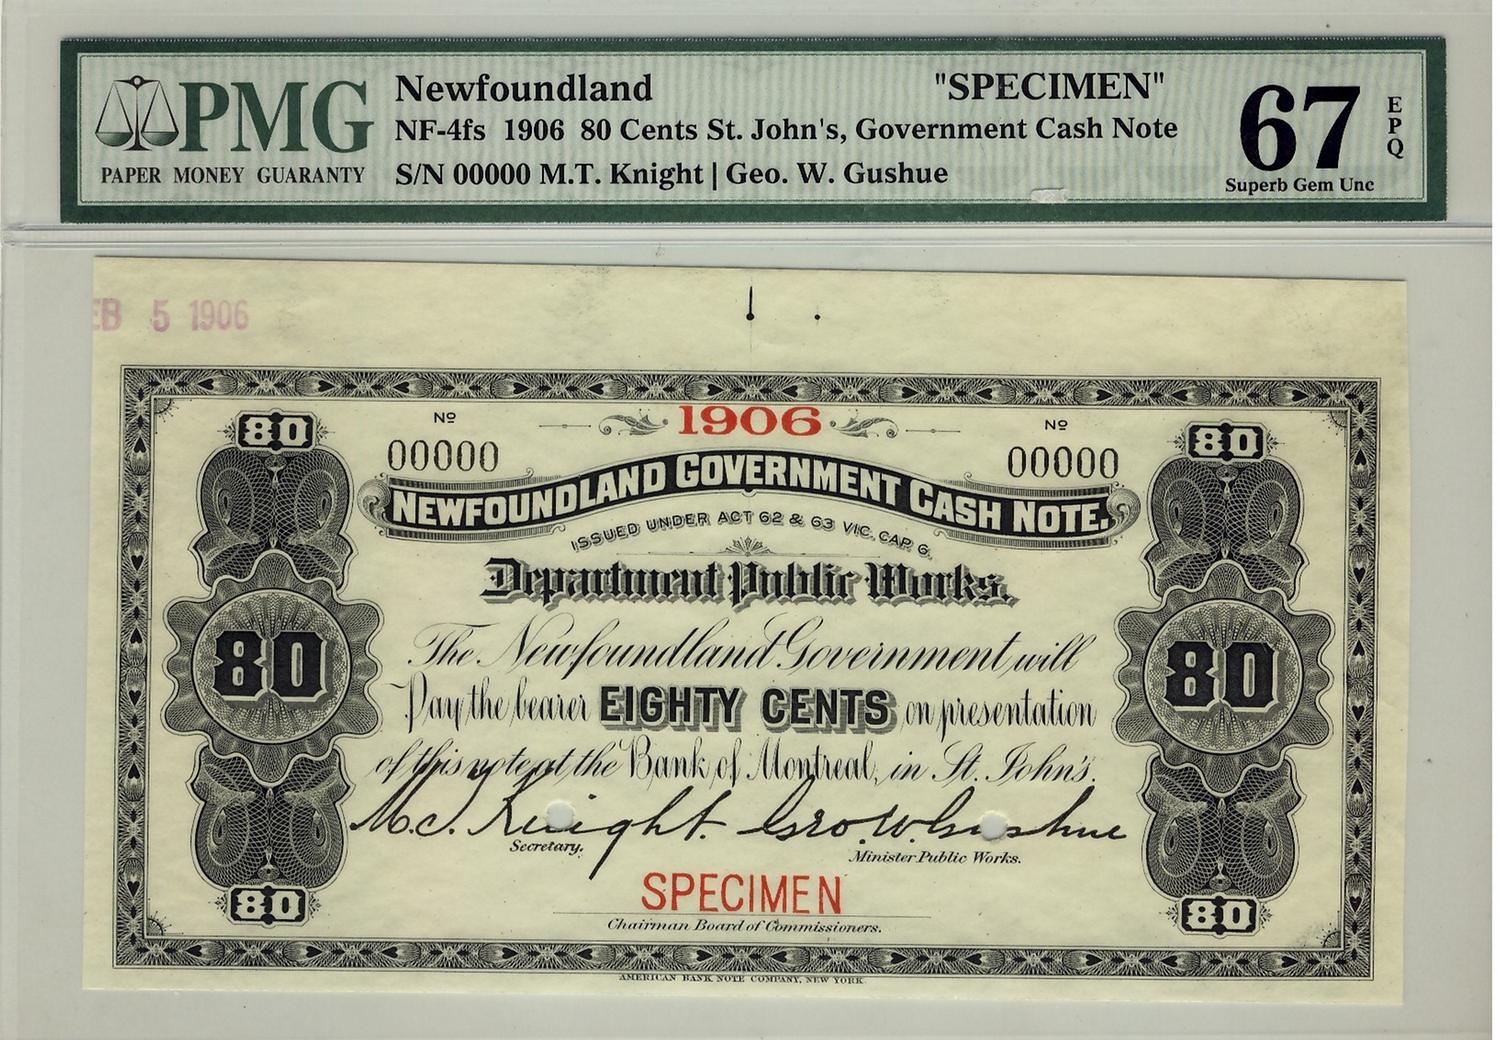 PMG
PAPER MONEY GUARANTY
Newfoundland "SPECIMEN"
NF-4fs 1906 80 Cents St. John's, Government Cash Note
S/N 00000 M.T. Knight | Geo. W. Gushue
67
EPQ
Superb Gem Unc
EB 5 1906
80 1906 80
Nº Nº
00000 00000
NEWFOUNDLAND GOVERNMENT CASH NOTE.
ISSUED UNDER ACT 62 & 63 VIC. CAP. 6.
Department Public Works.
The Newfoundland Government will
80 80
Pay the bearer EIGHTY CENTS on presentation
of this note at the Bank of Montreal, in St. John's.
M. T. Knight. Geo. W. Gushue
Secretary. Minister Public Works.
SPECIMEN
80 80
Chairman Board of Commissioners.
AMERICAN BANK NOTE COMPANY, NEW YORK.